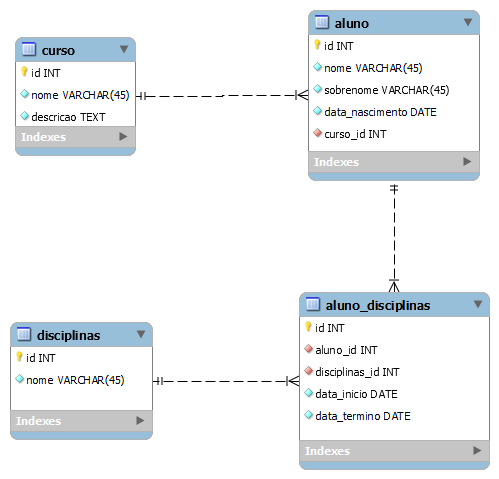 curso
id INT
nome VARCHAR(45)
descricao TEXT
Indexes
aluno
id INT
nome VARCHAR(45)
sobrenome VARCHAR(45)
data_nascimento DATE
curso_id INT
Indexes
disciplinas
id INT
nome VARCHAR(45)
Indexes
aluno_disciplinas
id INT
aluno_id INT
disciplinas_id INT
data_inicio DATE
data_termino DATE
Indexes